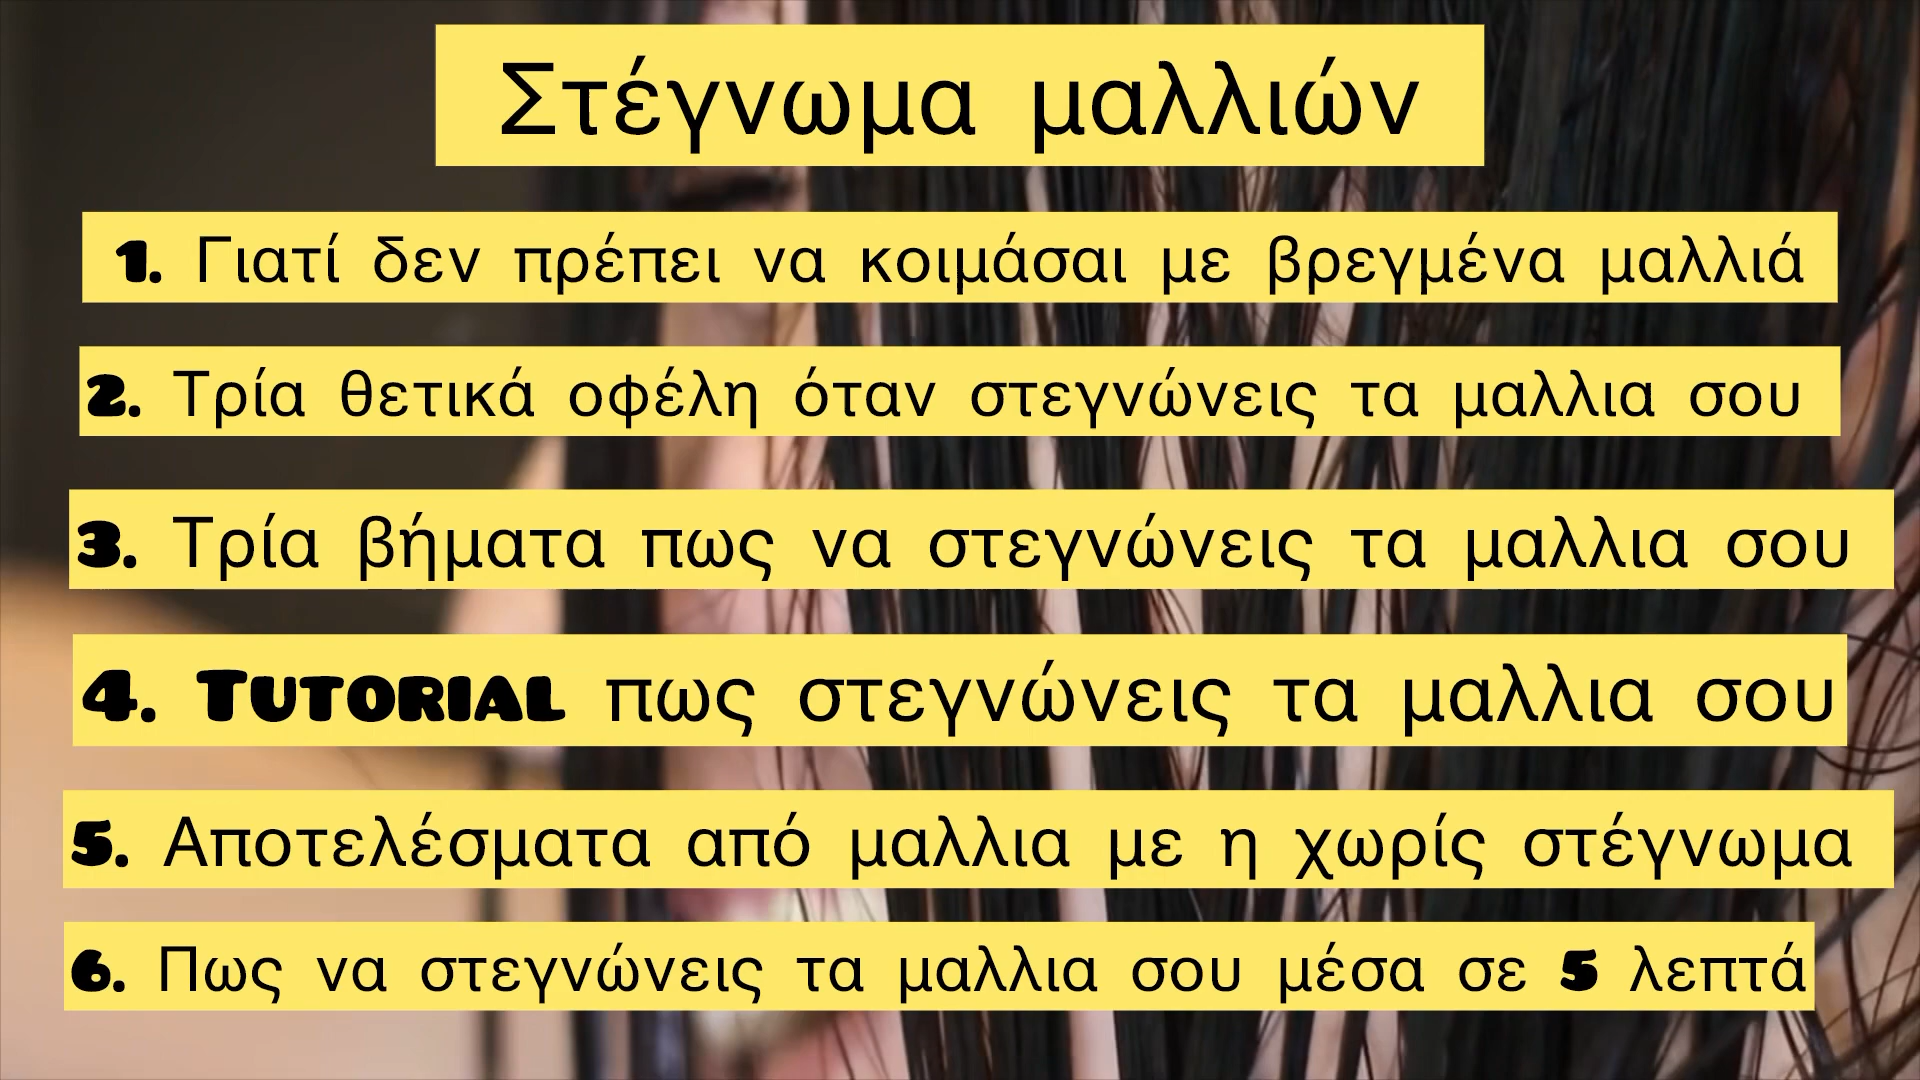 Στέγνωμα μαλλιών
1. Γιατί δεν πρέπει να κοιμάσαι με βρεγμένα μαλλιά
2. Τρία θετικά οφέλη όταν στεγνώνεις τα μαλλια σου
3. Τρία βήματα πως να στεγνώνεις τα μαλλια σου
4. TUTORIAL πως στεγνώνεις τα μαλλια σου
5. Αποτελέσματα από μαλλια με η χωρίς στέγνωμα
6. Πως να στεγνώνεις τα μαλλια σου μέσα σε 5 λεπτά